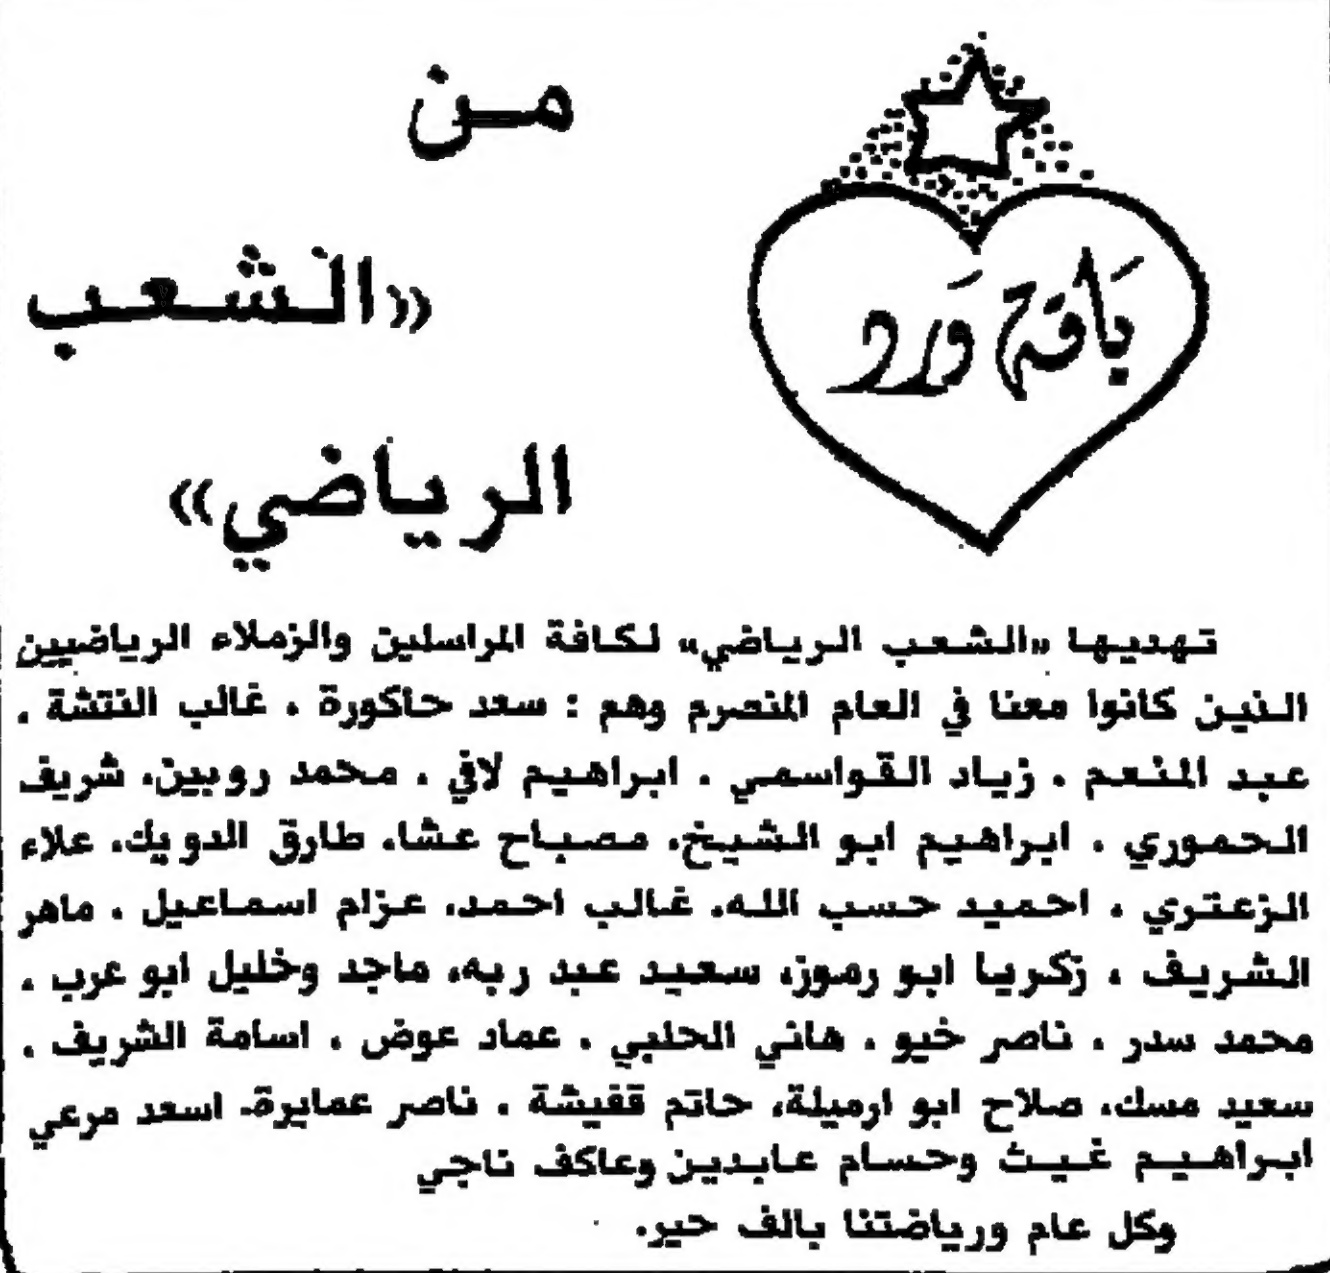 باقة ورد
من
«الشعب
الرياضي»
تهديها «الشعب الرياضي» لكافة المراسلين والزملاء الرياضيين
الذين كانوا معنا في العام المنصرم وهم : سعد حاكورة ، غالب النتشة ،
عبد المنعم ، زياد القواسمي ، ابراهيم لافي ، محمد روبين، شريف
الحموري ، ابراهيم ابو الشيخ، مصباح عشا، طارق الدويك، علاء
الزعتري ، احميد حسب الله، غالب احمد، عزام اسماعيل ، ماهر
الشريف ، زكريا ابو رموز، سعيد عبد ربه، ماجد وخليل ابو عرب ،
محمد سدر ، ناصر خيو ، هاني الحلبي ، عماد عوض ، اسامة الشريف ،
سعيد مسك، صلاح ابو ارميلة، حاتم قفيشة ، ناصر عمايرة، اسعد مرعي
ابراهيم غيث وحسام عابدين وعاكف ناجي
وكل عام ورياضتنا بالف خير.